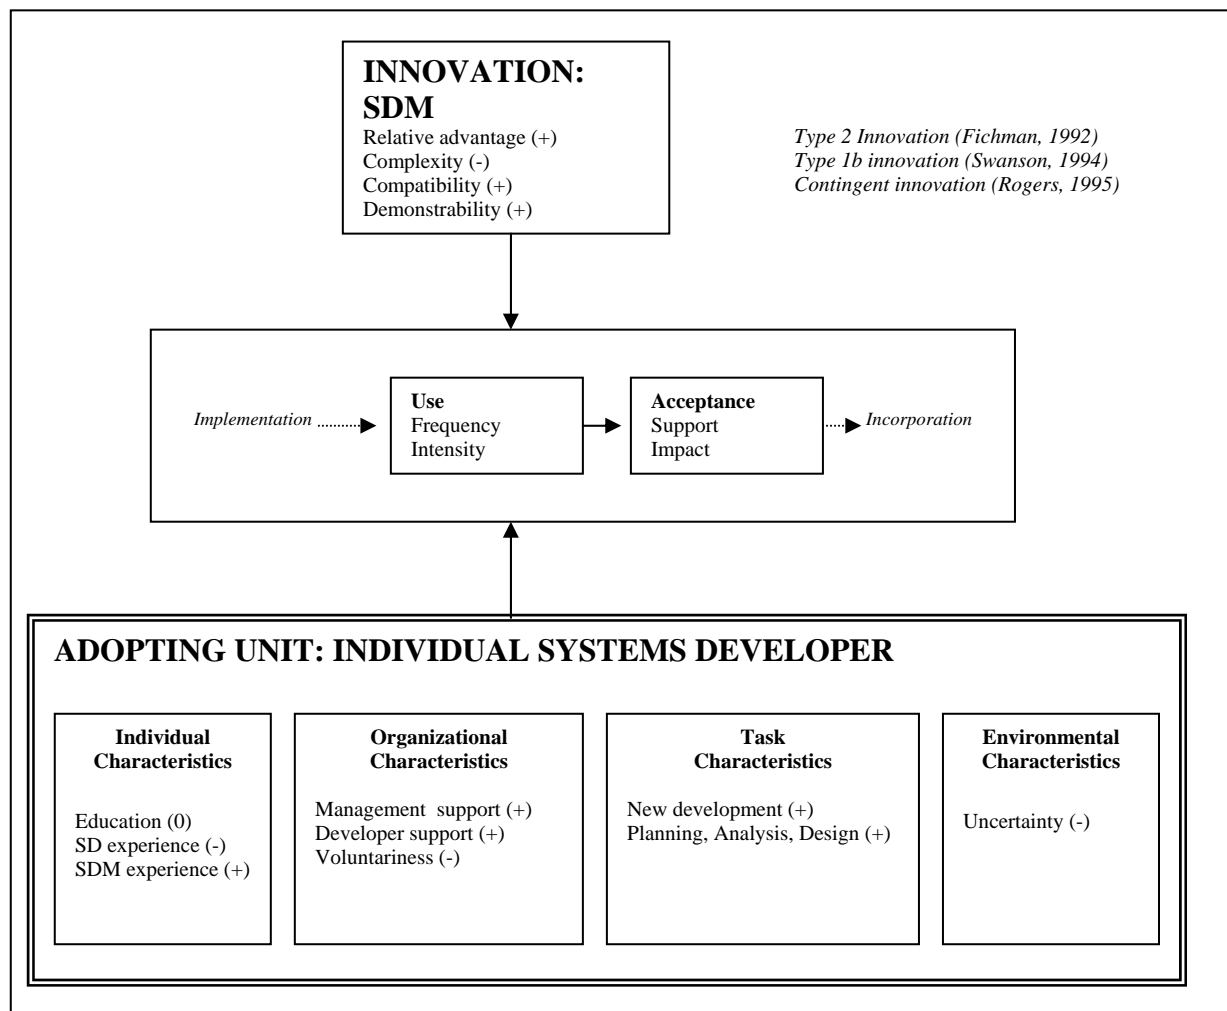 INNOVATION:
SDM
Relative advantage (+)
Complexity (-)
Compatibility (+)
Demonstrability (+)
Type 2 Innovation (Fichman, 1992)
Type 1b innovation (Swanson, 1994)
Contingent innovation (Rogers, 1995)
Implementation
Use
Frequency
Intensity
Acceptance
Support
Impact
Incorporation
ADOPTING UNIT: INDIVIDUAL SYSTEMS DEVELOPER
Individual
Characteristics
Education (0)
SD experience (-)
SDM experience (+)
Organizational
Characteristics
Management support (+)
Developer support (+)
Voluntariness (-)
Task
Characteristics
New development (+)
Planning, Analysis, Design (+)
Environmental
Characteristics
Uncertainty (-)